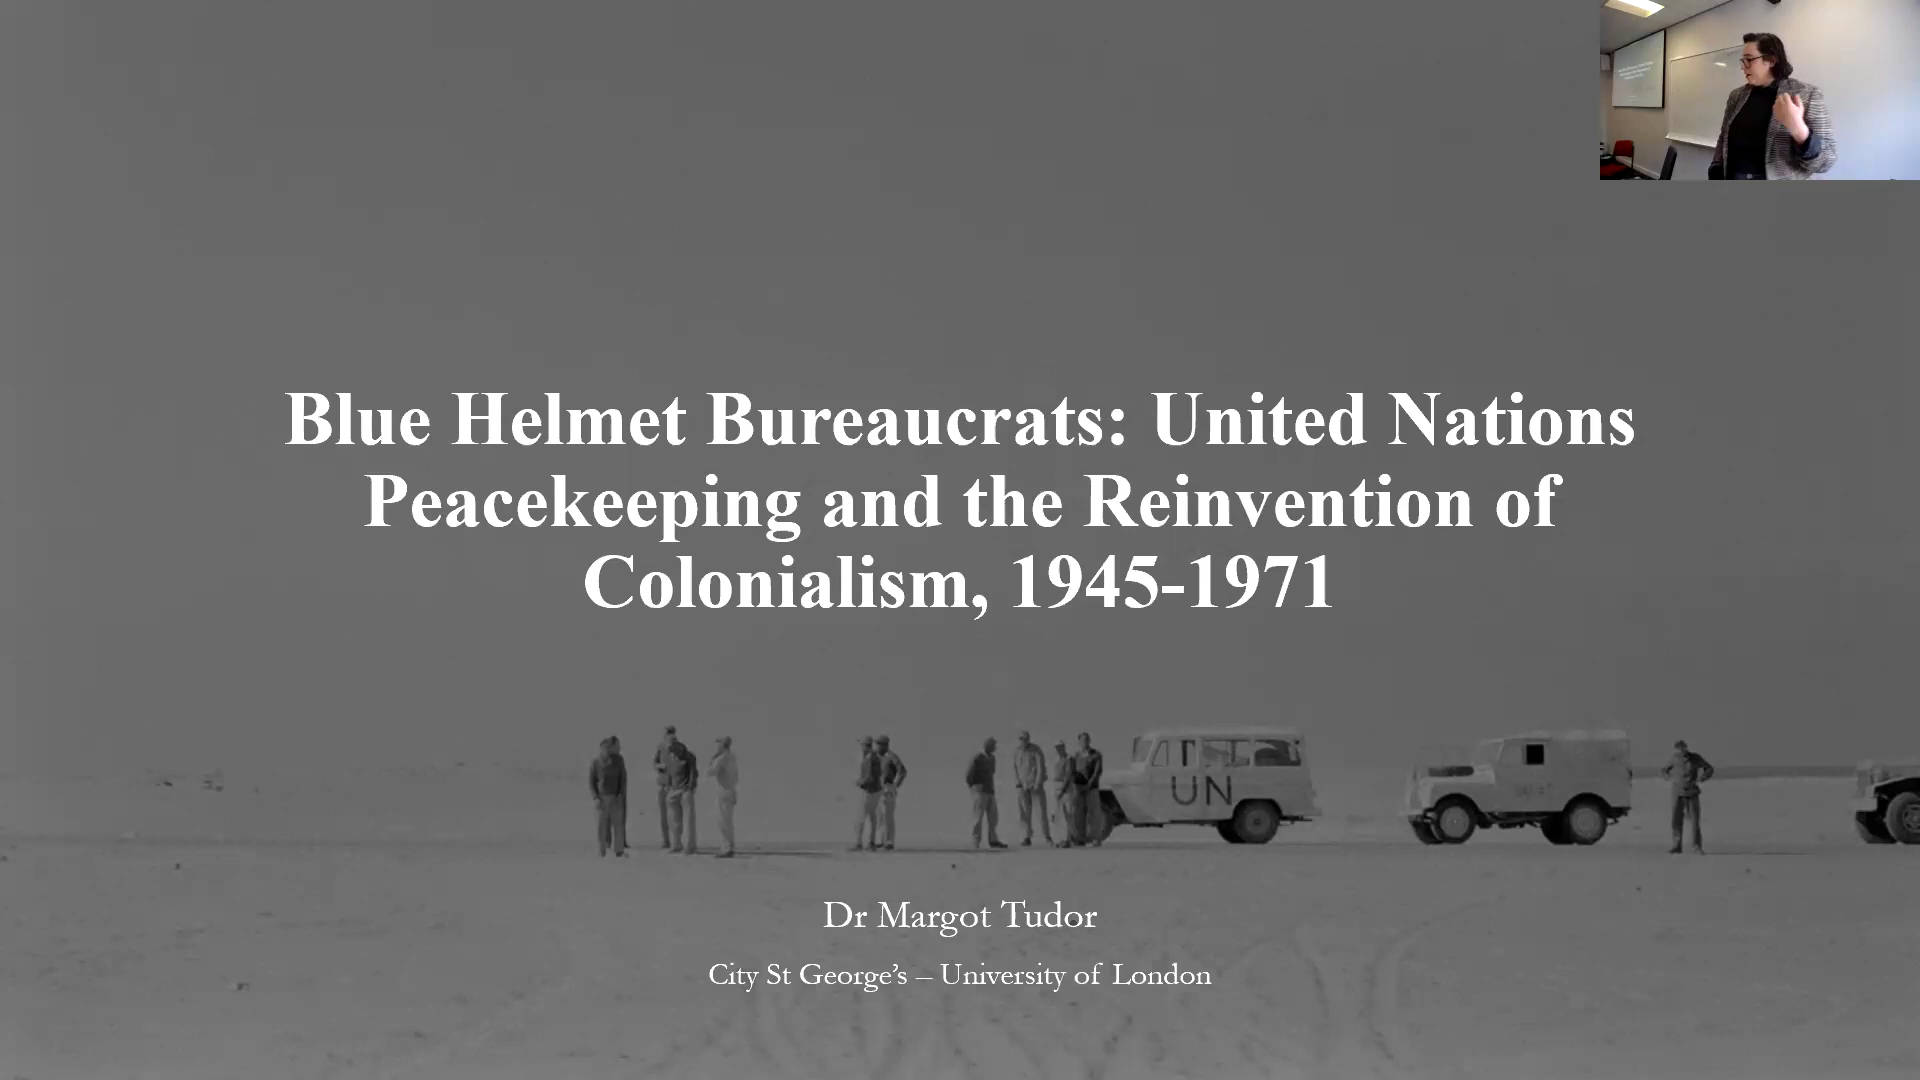 Blue Helmet Bureaucrats: United Nations
Peacekeeping and the Reinvention of
Colonialism, 1945-1971
UN
Dr Margot Tudor
City St George’s – University of London